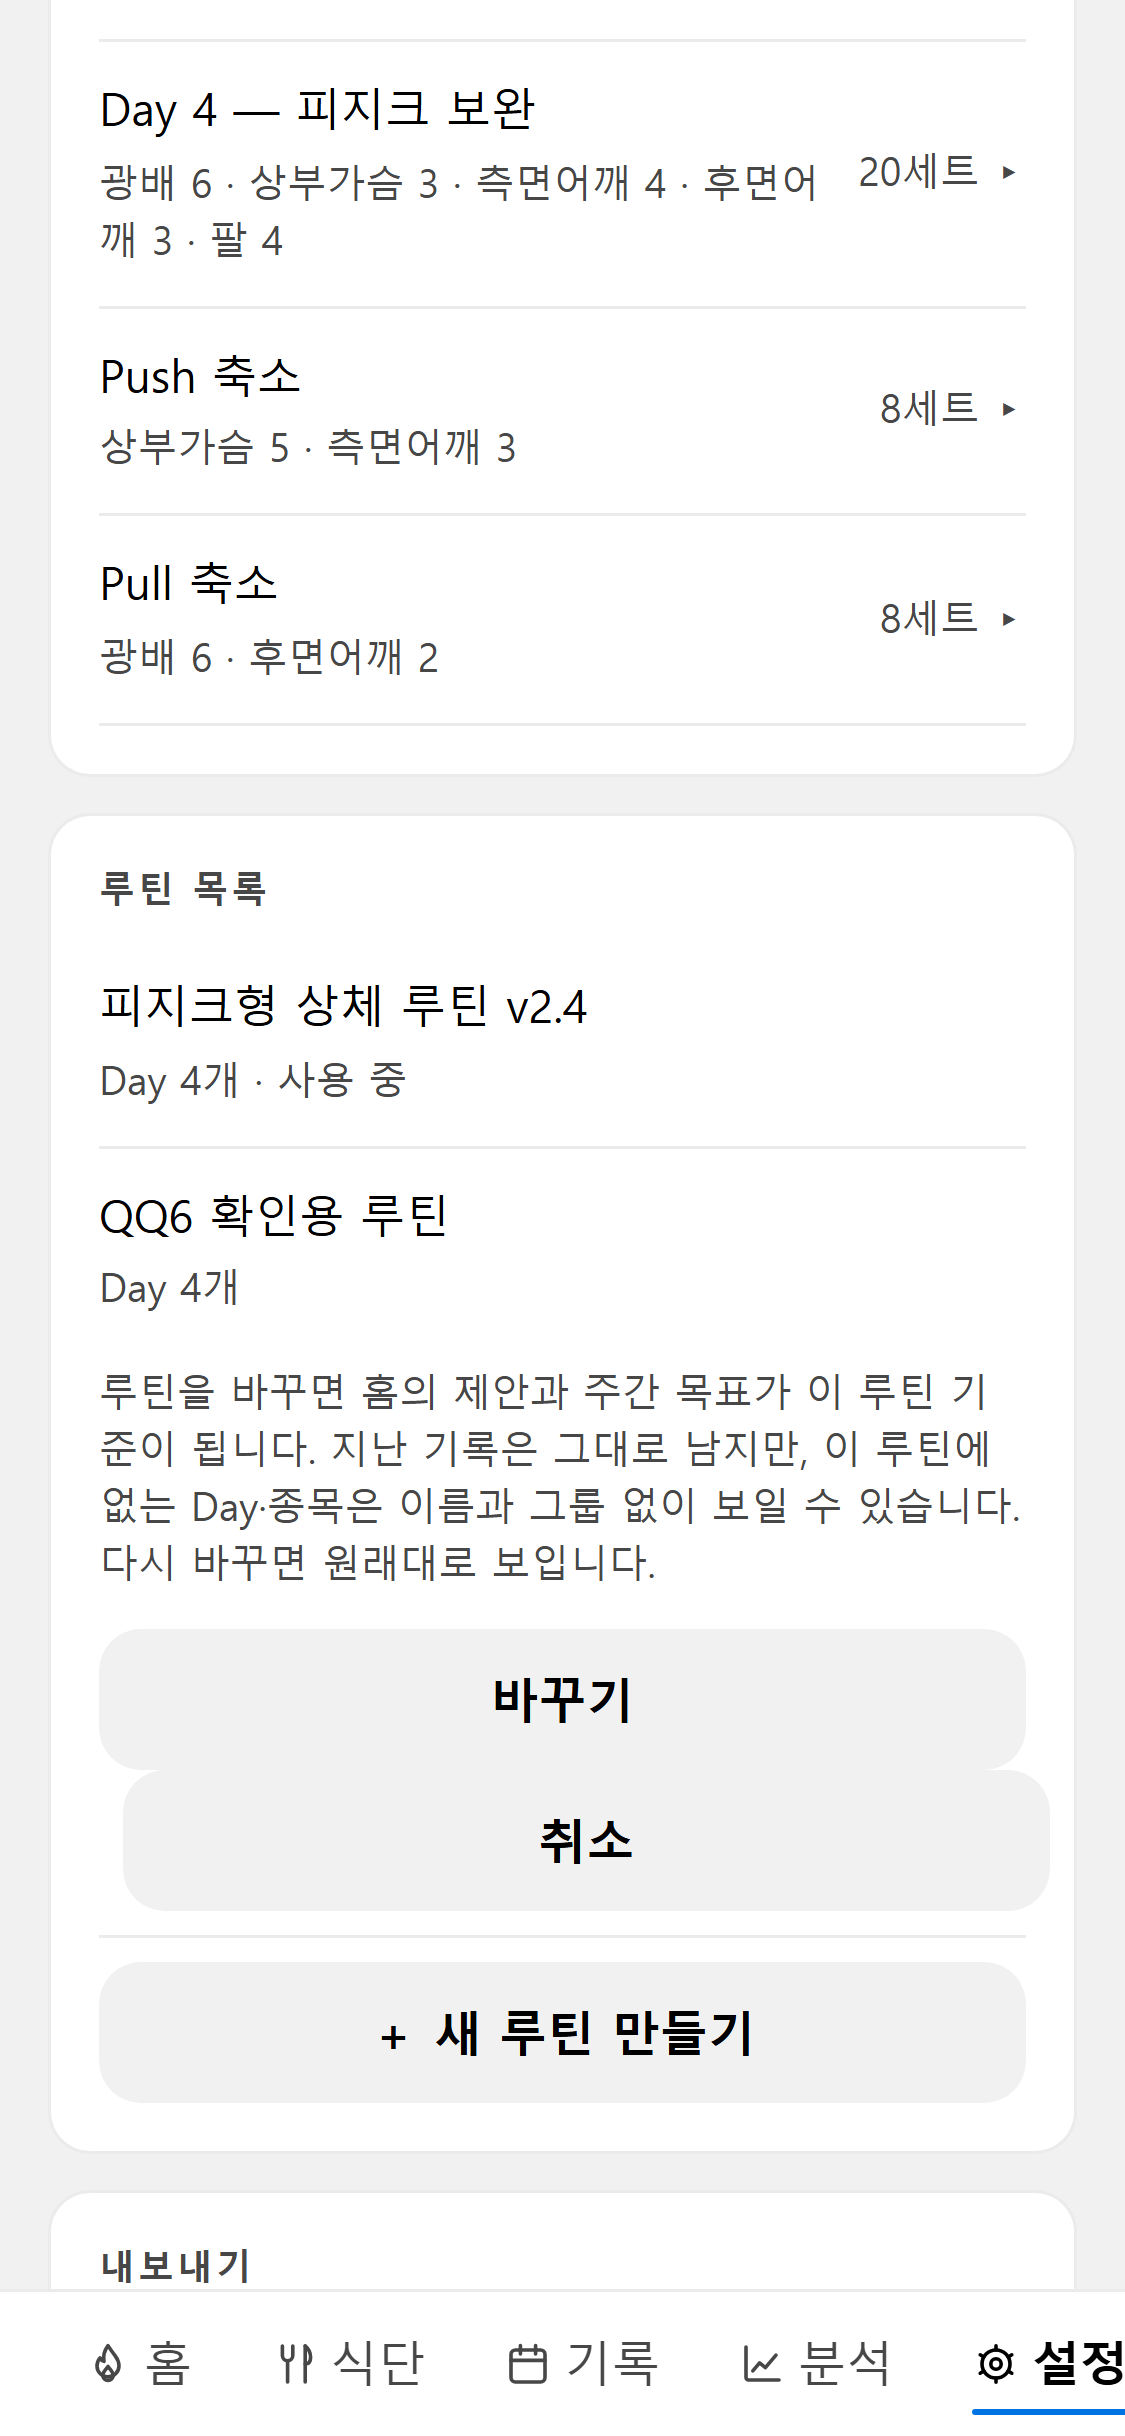 Day 4 — 피지크 보완
광배 6 · 상부가슴 3 · 측면어깨 4 · 후면어
깨 3 · 팔 4
20세트 ▸
Push 축소
상부가슴 5 · 측면어깨 3
8세트 ▸
Pull 축소
광배 6 · 후면어깨 2
8세트 ▸
루틴 목록
피지크형 상체 루틴 v2.4
Day 4개 · 사용 중
QQ6 확인용 루틴
Day 4개
루틴을 바꾸면 홈의 제안과 주간 목표가 이 루틴 기
준이 됩니다. 지난 기록은 그대로 남지만, 이 루틴에
없는 Day·종목은 이름과 그룹 없이 보일 수 있습니다.
다시 바꾸면 원래대로 보입니다.
바꾸기
취소
+ 새 루틴 만들기
내보내기
홈
식단
기록
분석
설정